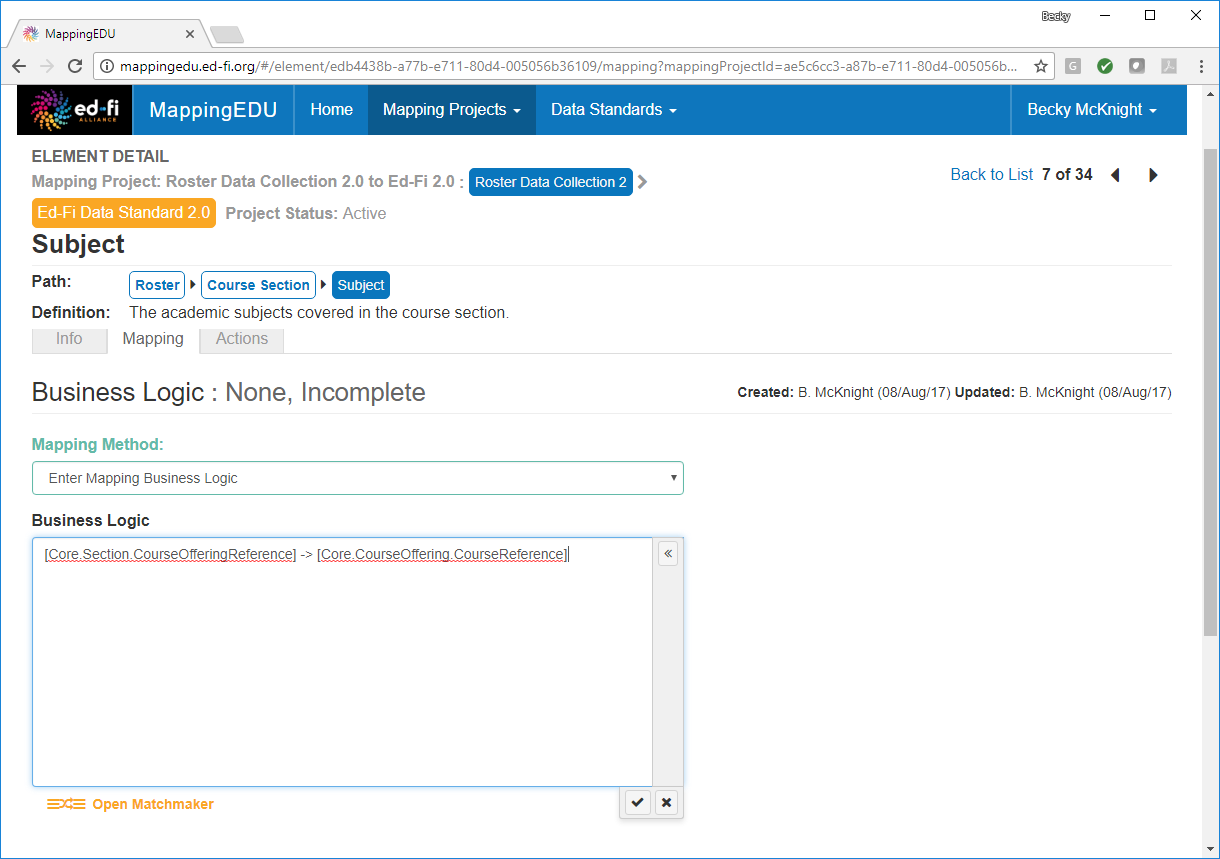 Becky
MappingEDU
mappingedu.ed-fi.org/#/element/edb4438b-a77b-e711-80d4-005056b36109/mapping?mappingProjectId=ae5c6cc3-a87b-e711-80d4-005056b...
G
ed-fi
ALLIANCE
MappingEDU Home Mapping Projects Data Standards Becky McKnight
ELEMENT DETAIL
Mapping Project: Roster Data Collection 2.0 to Ed-Fi 2.0 : Roster Data Collection 2
Back to List 7 of 34
Ed-Fi Data Standard 2.0 Project Status: Active
Subject
Path: Roster Course Section Subject
Definition: The academic subjects covered in the course section.
Info Mapping Actions
Business Logic : None, Incomplete
Created: B. McKnight (08/Aug/17) Updated: B. McKnight (08/Aug/17)
Mapping Method:
Enter Mapping Business Logic
Business Logic
[Core.Section.CourseOfferingReference] -> [Core.CourseOffering.CourseReference]
«
Open Matchmaker